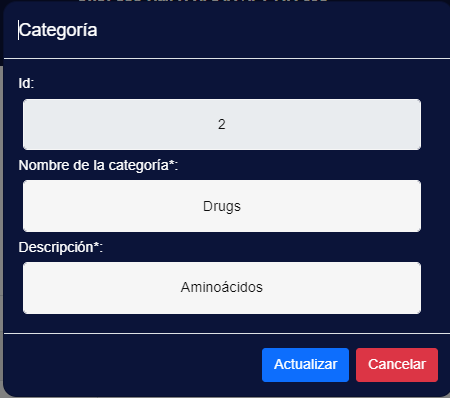 Categoría
Id:
2
Nombre de la categoría*:
Drugs
Descripción*:
Aminoácidos
Actualizar Cancelar